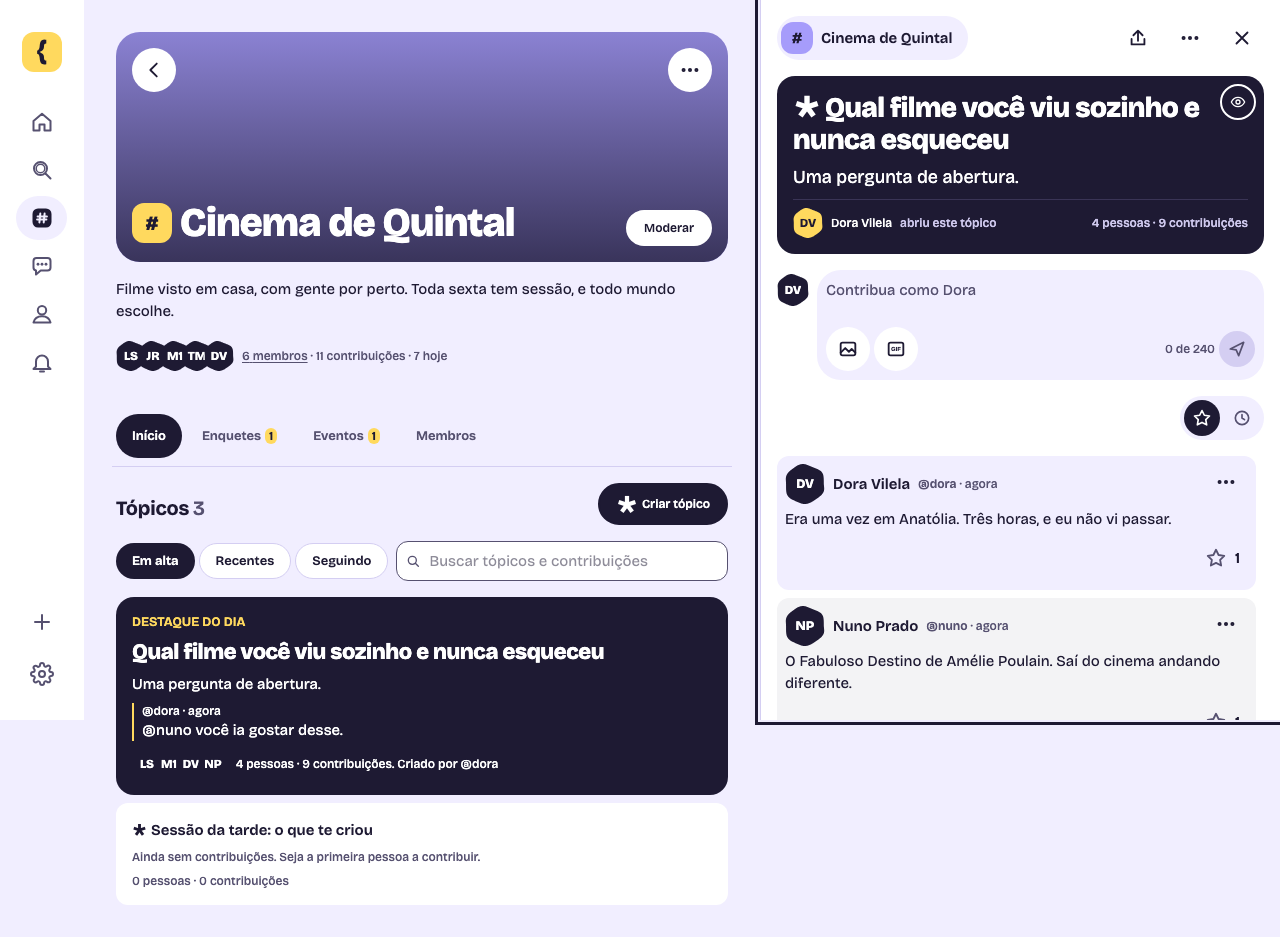 {
#
Cinema de Quintal
Moderar
Filme visto em casa, com gente por perto. Toda sexta tem sessão, e todo mundo
escolhe.
LS JR M1 TM DV 6 membros · 11 contribuições · 7 hoje
Início Enquetes 1 Eventos 1 Membros
Tópicos 3
Criar tópico
Em alta Recentes Seguindo Buscar tópicos e contribuições
DESTAQUE DO DIA
Qual filme você viu sozinho e nunca esqueceu
Uma pergunta de abertura.
@dora · agora
@nuno você ia gostar desse.
LS M1 DV NP 4 pessoas · 9 contribuições. Criado por @dora
Sessão da tarde: o que te criou
Ainda sem contribuições. Seja a primeira pessoa a contribuir.
0 pessoas · 0 contribuições
# Cinema de Quintal
Qual filme você viu sozinho e
nunca esqueceu
Uma pergunta de abertura.
DV Dora Vilela abriu este tópico 4 pessoas · 9 contribuições
DV Contribua como Dora
GIF 0 de 240
DV Dora Vilela @dora · agora
Era uma vez em Anatólia. Três horas, e eu não vi passar.
1
NP Nuno Prado @nuno · agora
O Fabuloso Destino de Amélie Poulain. Saí do cinema andando
diferente.